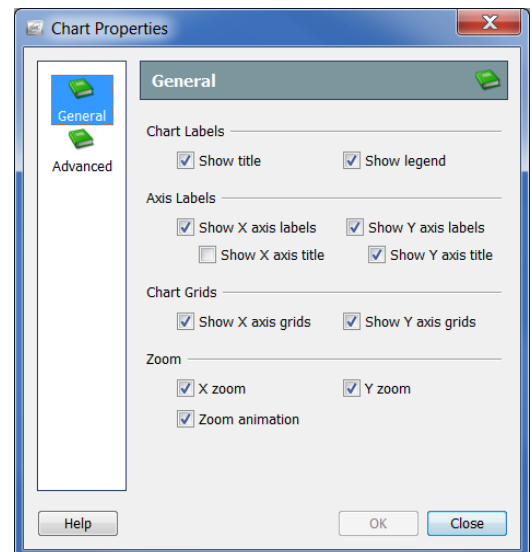 Chart Properties
General
Advanced
General
Chart Labels
Show title Show legend
Axis Labels
Show X axis labels Show Y axis labels
Show X axis title Show Y axis title
Chart Grids
Show X axis grids Show Y axis grids
Zoom
X zoom Y zoom
Zoom animation
Help OK Close